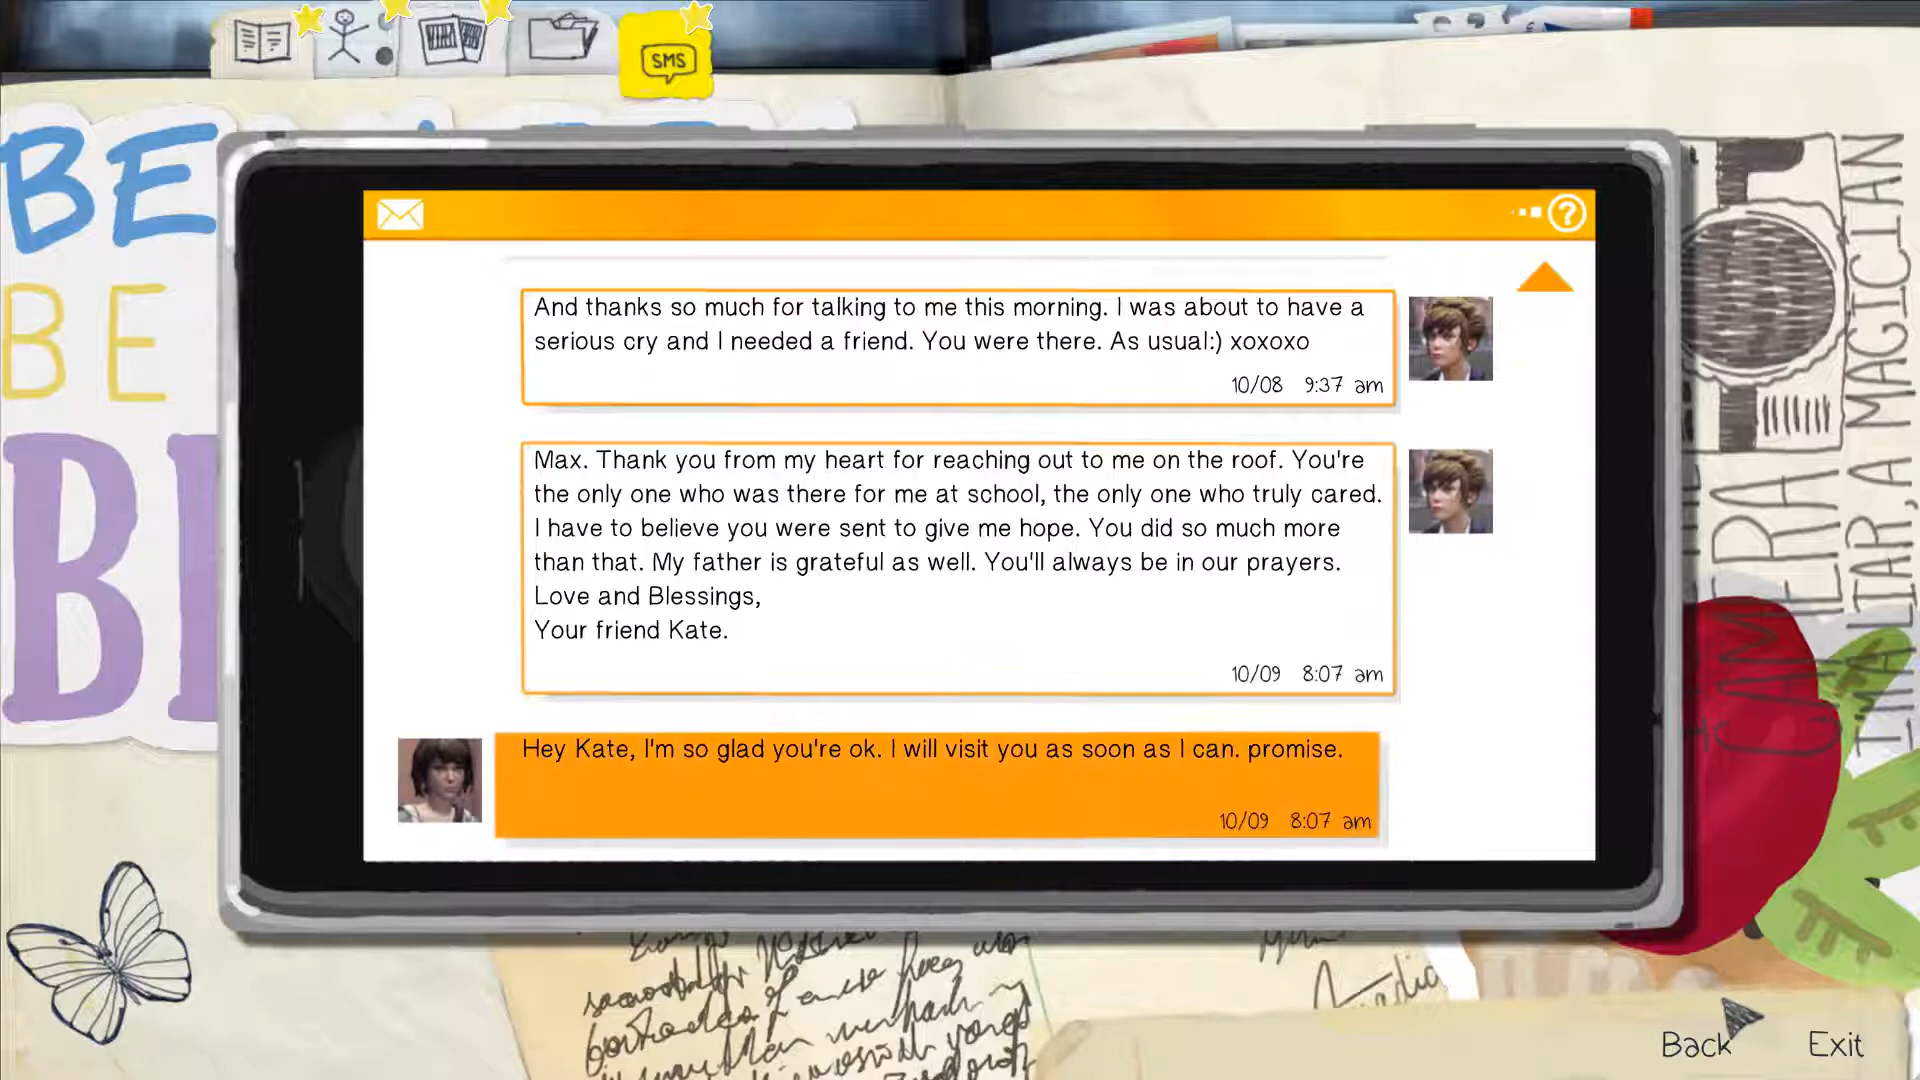 SMS
BE
BE
And thanks so much for talking to me this morning. I was about to have a
serious cry and I needed a friend. You were there. As usual:) xoxoxo
10/08 9:37 am
Max. Thank you from my heart for reaching out to me on the roof. You're
the only one who was there for me at school, the only one who truly cared.
I have to believe you were sent to give me hope. You did so much more
than that. My father is grateful as well. You'll always be in our prayers.
Love and Blessings,
Your friend Kate.
10/09 8:07 am
Hey Kate, I'm so glad you're ok. I will visit you as soon as I can. promise.
10/09 8:07 am
CAMERA
LIAR, A MAGICIAN
Back
Exit